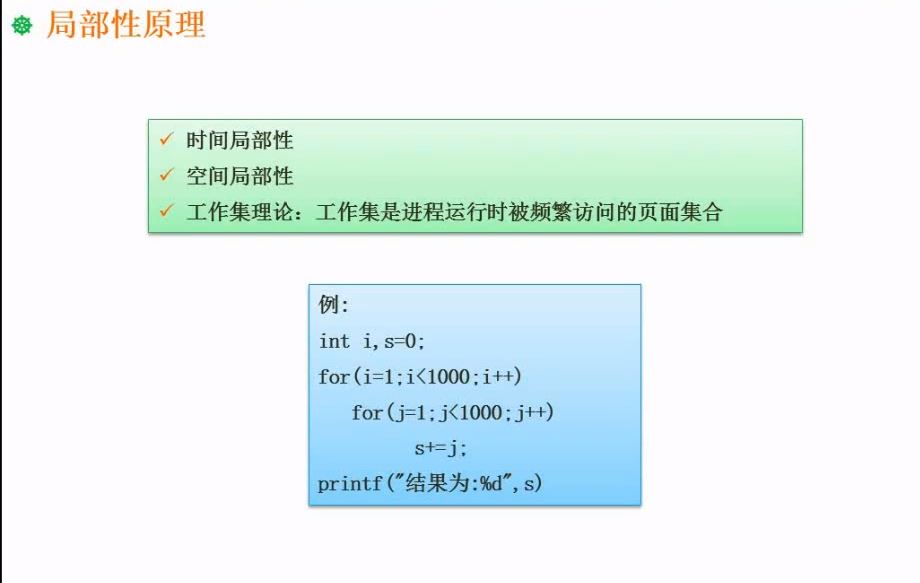 局部性原理
时间局部性
空间局部性
工作集理论：工作集是进程运行时被频繁访问的页面集合
例:
int i,s=0;
for(i=1;i<1000;i++)
for(j=1;j<1000;j++)
s+=j;
printf("结果为:%d",s)